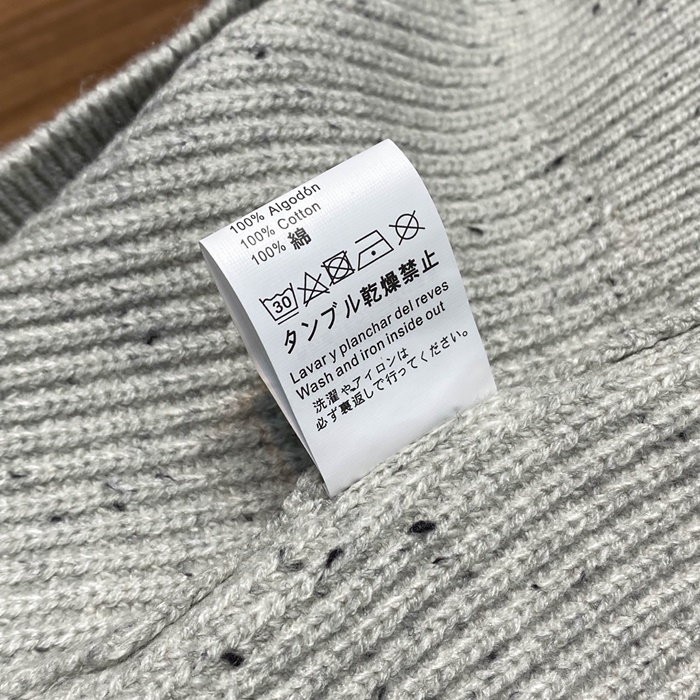 100% Algodón
100% Cotton
100% 綿
30
タンブル乾燥禁止
Lavar y planchar del reves
Wash and iron inside out
洗濯やアイロンは
必ず裏返しで行ってください。